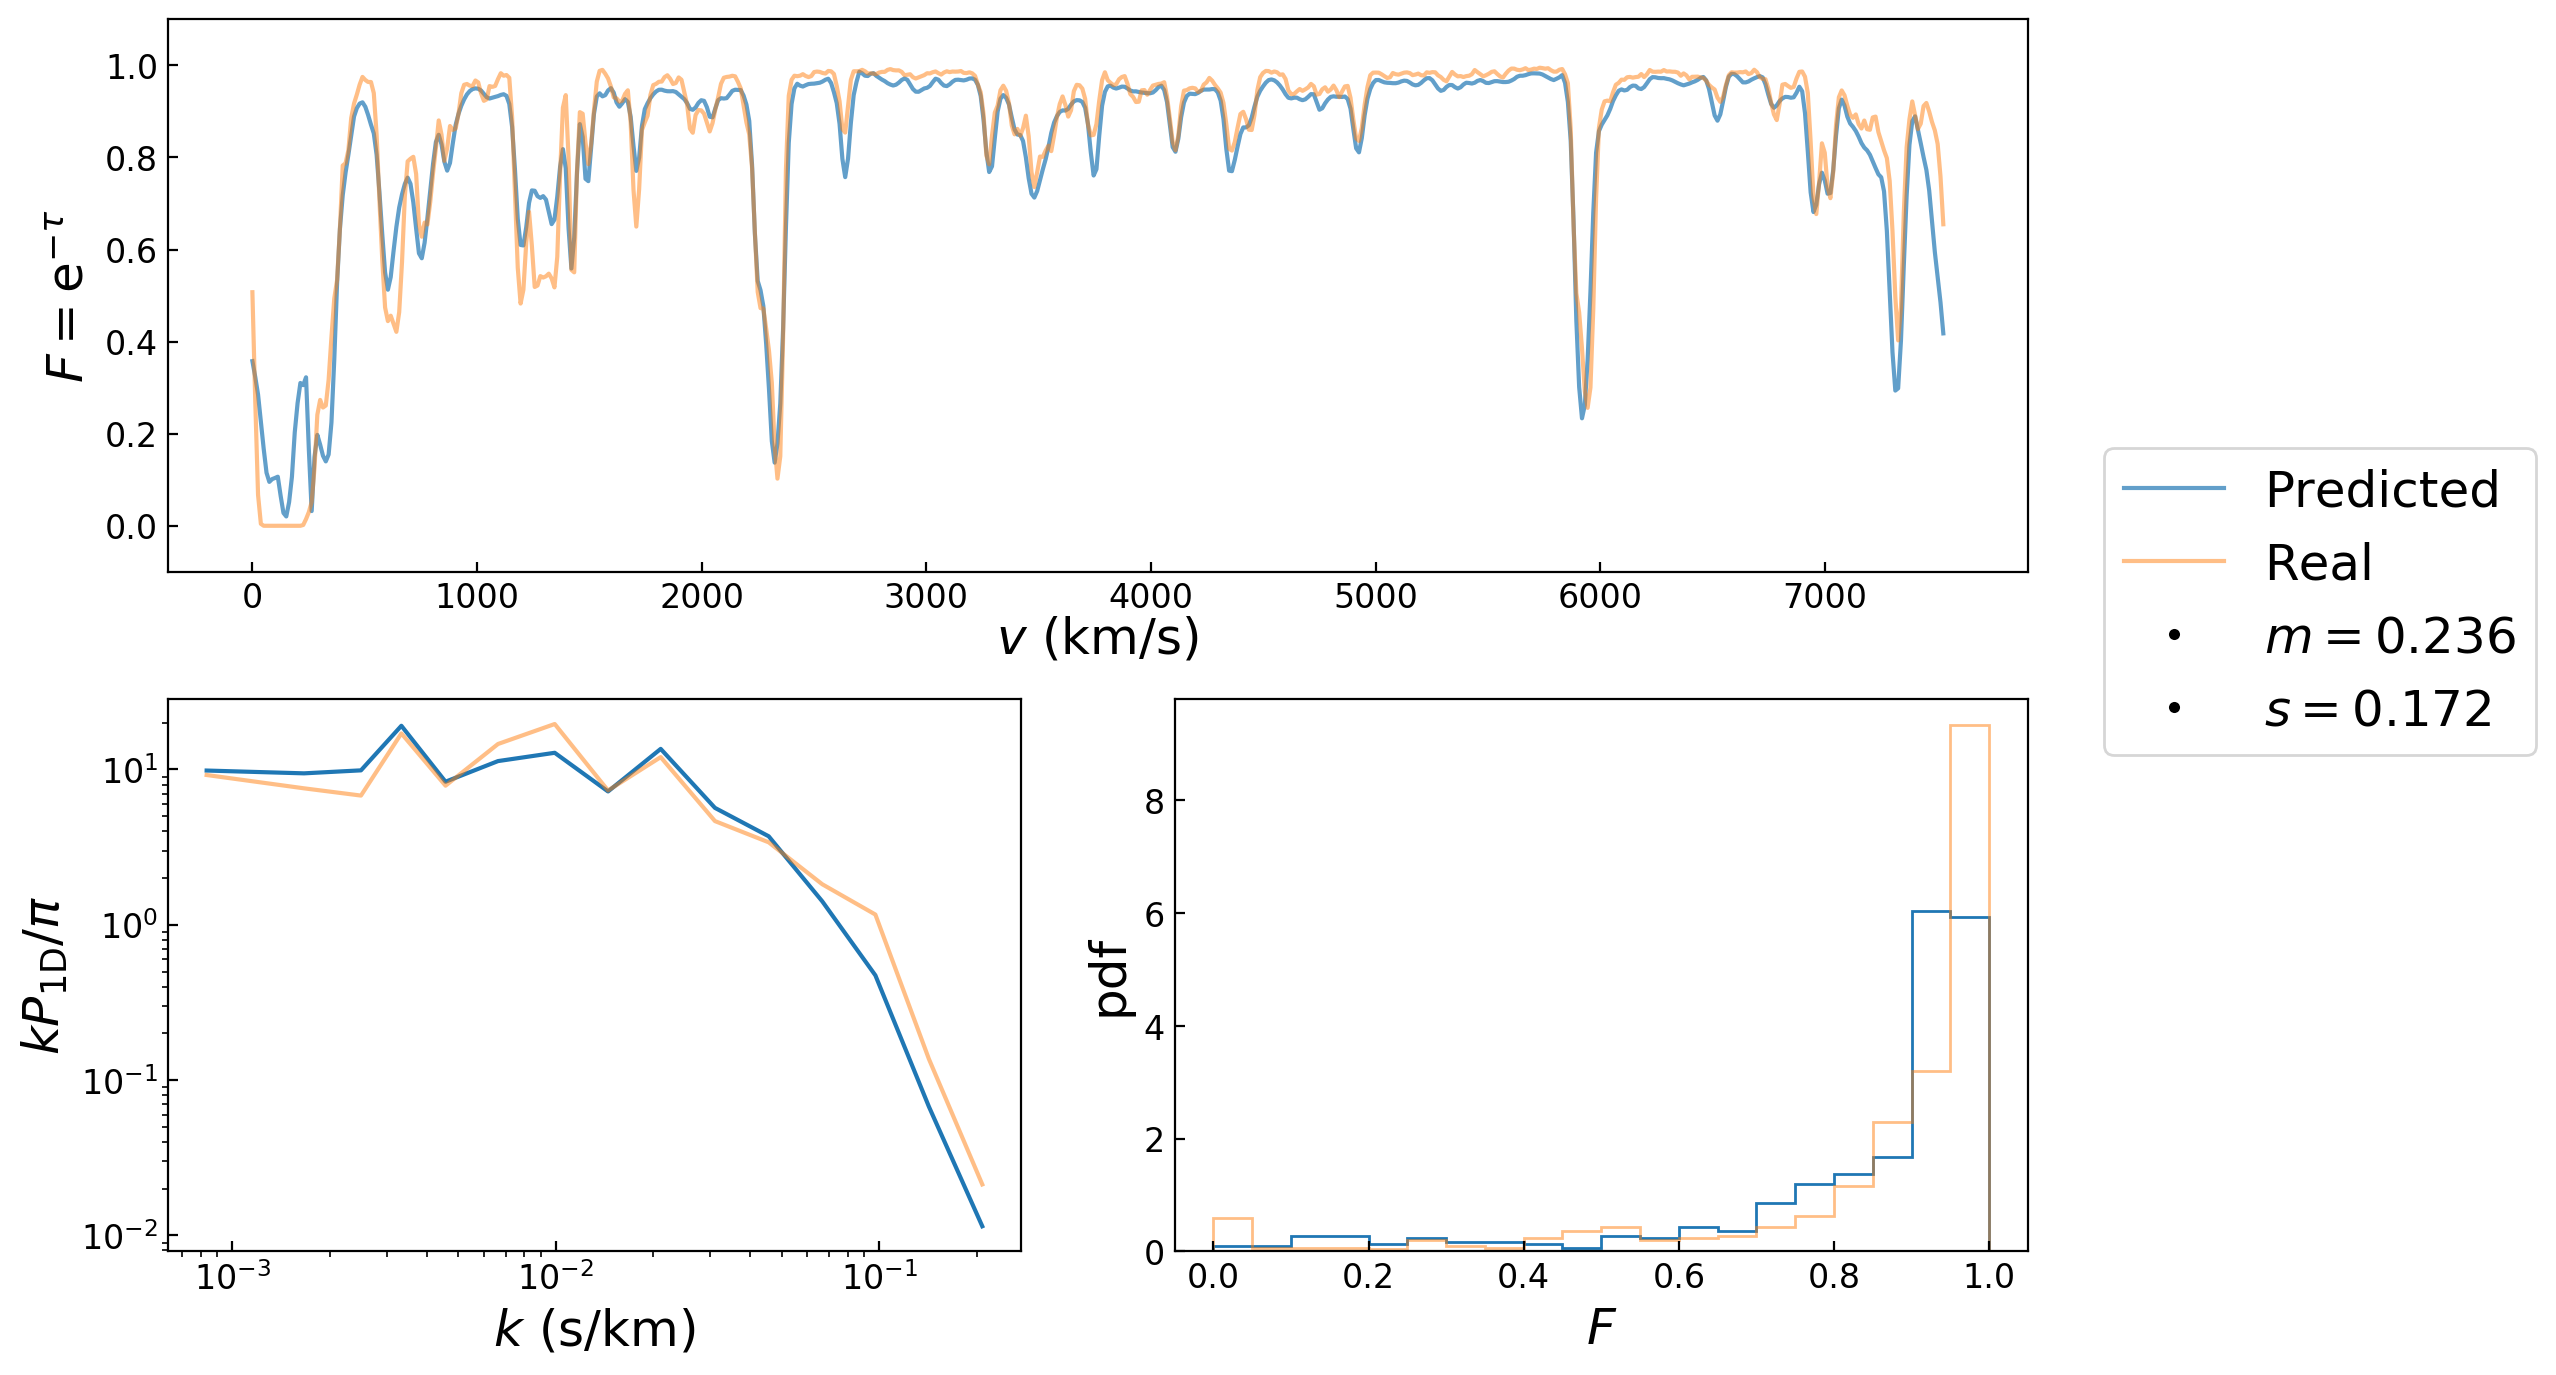 1.0
0.8
0.6
0.4
0.2
0.0
F = e^{−τ}
0 1000 2000 3000 4000 5000 6000 7000
v (km/s)
Predicted
Real
m = 0.236
s = 0.172
10^1
10^0
10^{−1}
10^{−2}
kP_{1D}/π
10^{−3} 10^{−2} 10^{−1}
k (s/km)
8
6
4
2
0
pdf
0.0 0.2 0.4 0.6 0.8 1.0
F